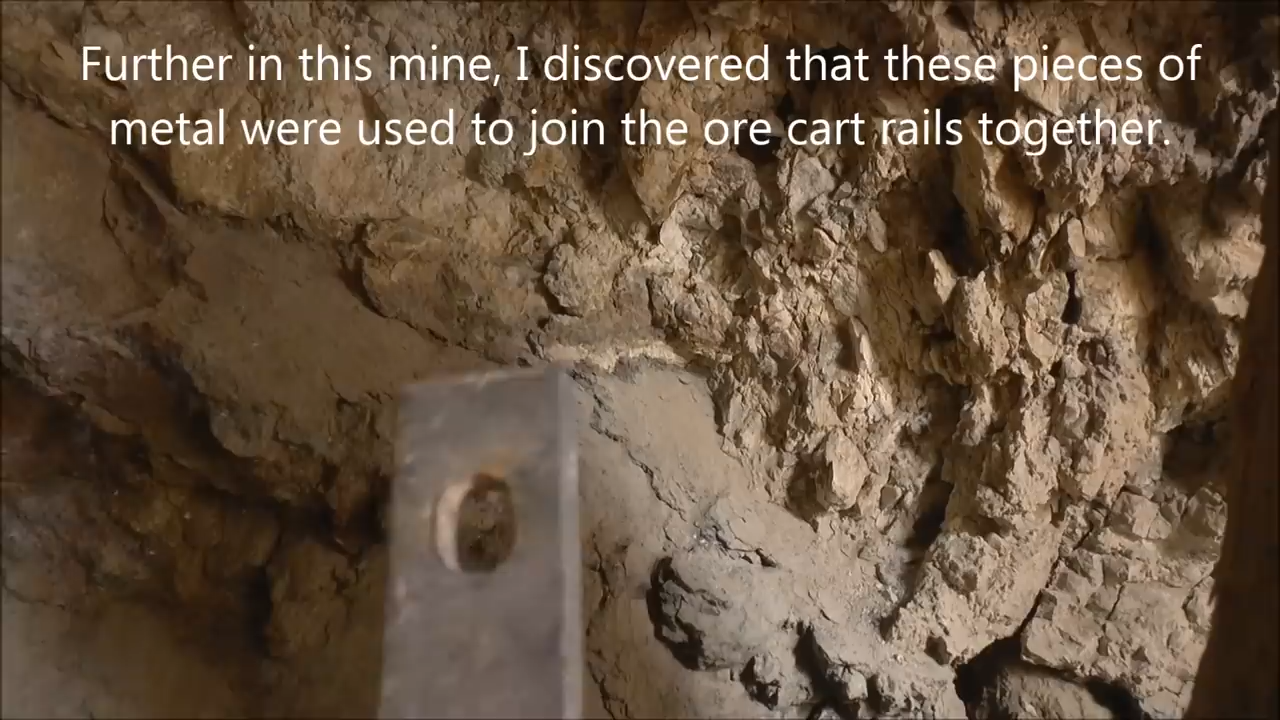 Further in this mine, I discovered that these pieces of
metal were used to join the ore cart rails together.